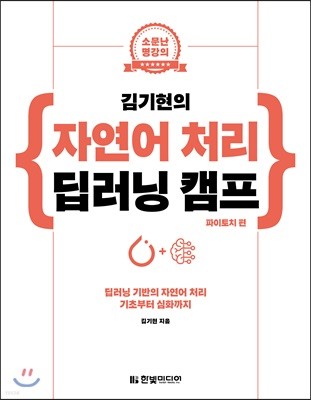 소문난
명강의
김기현의
자연어 처리
딥러닝 캠프
파이토치 편
딥러닝 기반의 자연어 처리
기초부터 심화까지
김기현 지음
한빛미디어